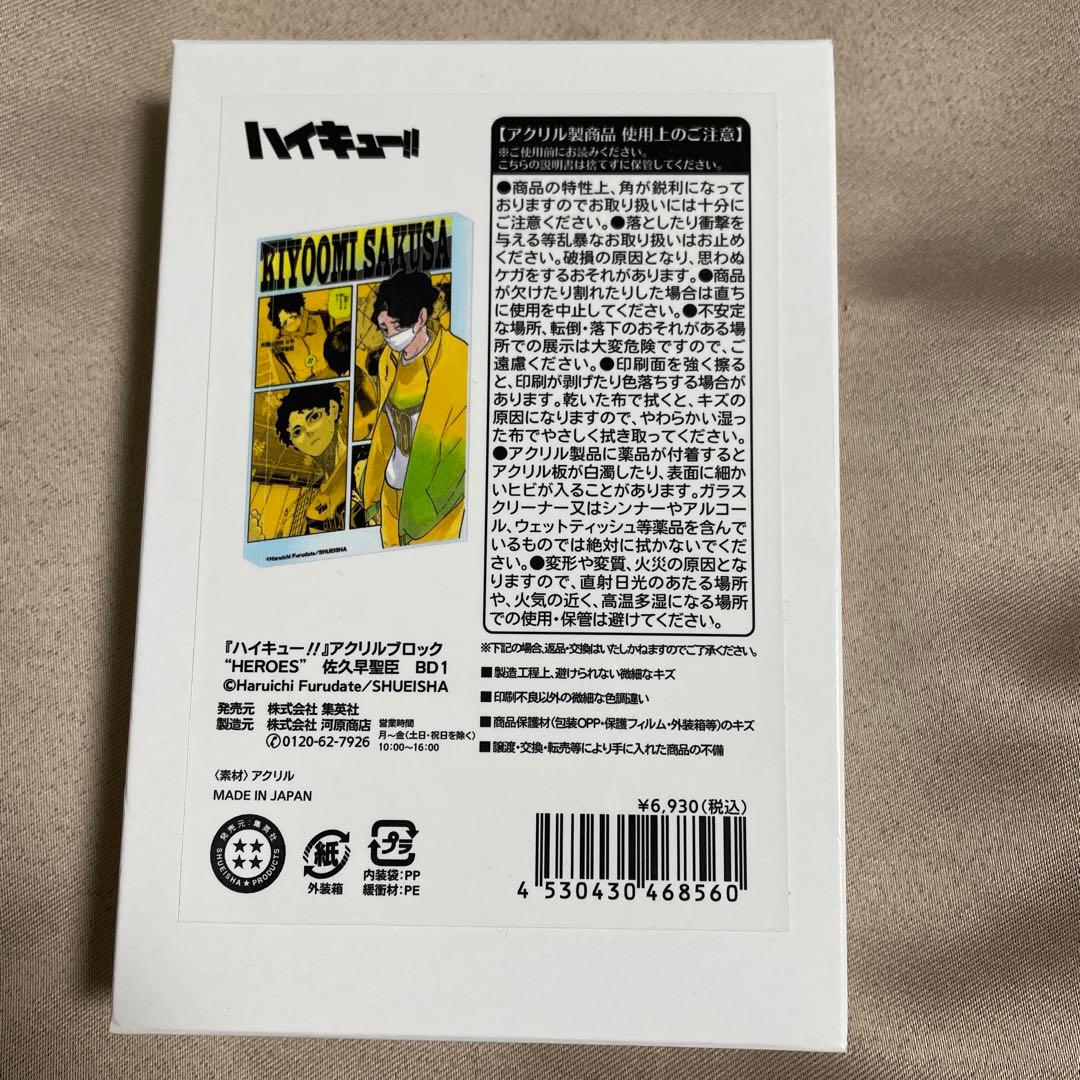 ハイキュー!!
KIYOOMI SAKUSA
©Haruichi Furudate/SHUEISHA
『ハイキュー!!』アクリルブロック
“HEROES” 佐久早聖臣 BD1
©Haruichi Furudate/SHUEISHA
発売元 株式会社 集英社
製造元 株式会社 河原商店
0120-62-7926
営業時間
月～金(土日・祝日を除く)
10:00～16:00
〈素材〉アクリル
MADE IN JAPAN
発売元:集英社
SHUEISHA★PRODUCTS
紙
外装箱
プラ
内装袋:PP
緩衝材:PE
【アクリル製商品 使用上のご注意】
※ご使用前にお読みください。
こちらの説明書は捨てずに保管してください。
●商品の特性上、角が鋭利になって
おりますのでお取り扱いには十分に
ご注意ください。●落としたり衝撃を
与える等乱暴なお取り扱いはお止め
ください。破損の原因となり、思わぬ
ケガをするおそれがあります。●商品
が欠けたり割れたりした場合は直ち
に使用を中止してください。●不安定
な場所、転倒・落下のおそれがある場
所での展示は大変危険ですので、ご
遠慮ください。●印刷面を強く擦る
と、印刷が剥げたり色落ちする場合が
あります。乾いた布で拭くと、キズの
原因になりますので、やわらかい湿っ
た布でやさしく拭き取ってください。
●アクリル製品に薬品が付着すると
アクリル板が白濁したり、表面に細か
いヒビが入ることがあります。ガラス
クリーナー又はシンナーやアルコー
ル、ウェットティッシュ等薬品を含んで
いるものでは絶対に拭かないでくだ
さい。●変形や変質、火災の原因とな
りますので、直射日光のあたる場所
や、火気の近く、高温多湿になる場所
での使用・保管は避けてください。
※下記の場合、返品・交換はいたしかねますのでご了承ください。
■製造工程上、避けられない微細なキズ
■印刷不良以外の微細な色調違い
■商品保護材(包装OPP・保護フィルム・外装箱等)のキズ
■譲渡・交換・転売等により手に入れた商品の不備
¥6,930(税込)
4 530430 468560